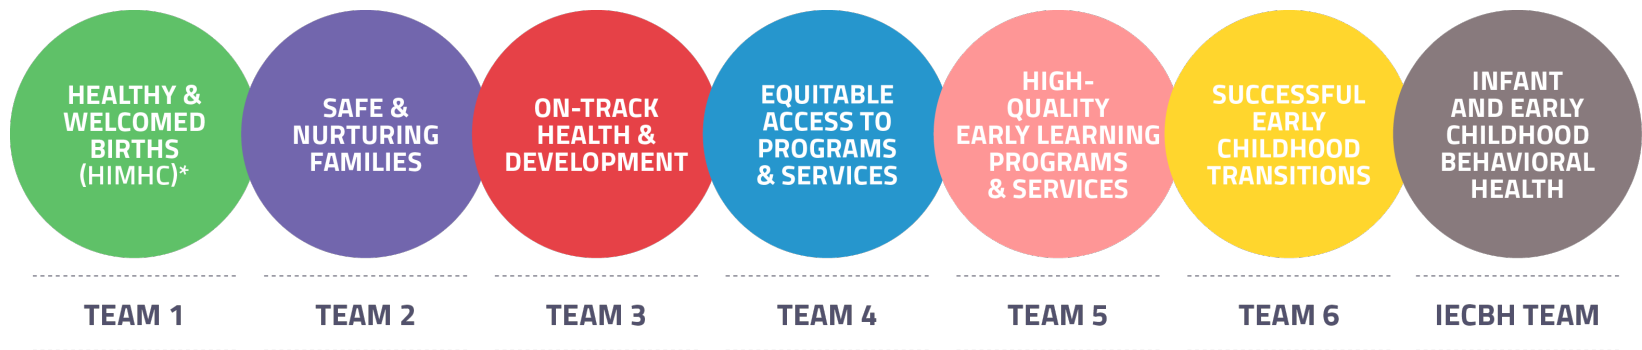 HEALTHY &
WELCOMED
BIRTHS
(HIMHC)*
SAFE &
NURTURING
FAMILIES
ON-TRACK
HEALTH &
DEVELOPMENT
EQUITABLE
ACCESS TO
PROGRAMS
& SERVICES
HIGH-
QUALITY
EARLY LEARNING
PROGRAMS
& SERVICES
SUCCESSFUL
EARLY
CHILDHOOD
TRANSITIONS
INFANT
AND EARLY
CHILDHOOD
BEHAVIORAL
HEALTH
TEAM 1
TEAM 2
TEAM 3
TEAM 4
TEAM 5
TEAM 6
IECBH TEAM